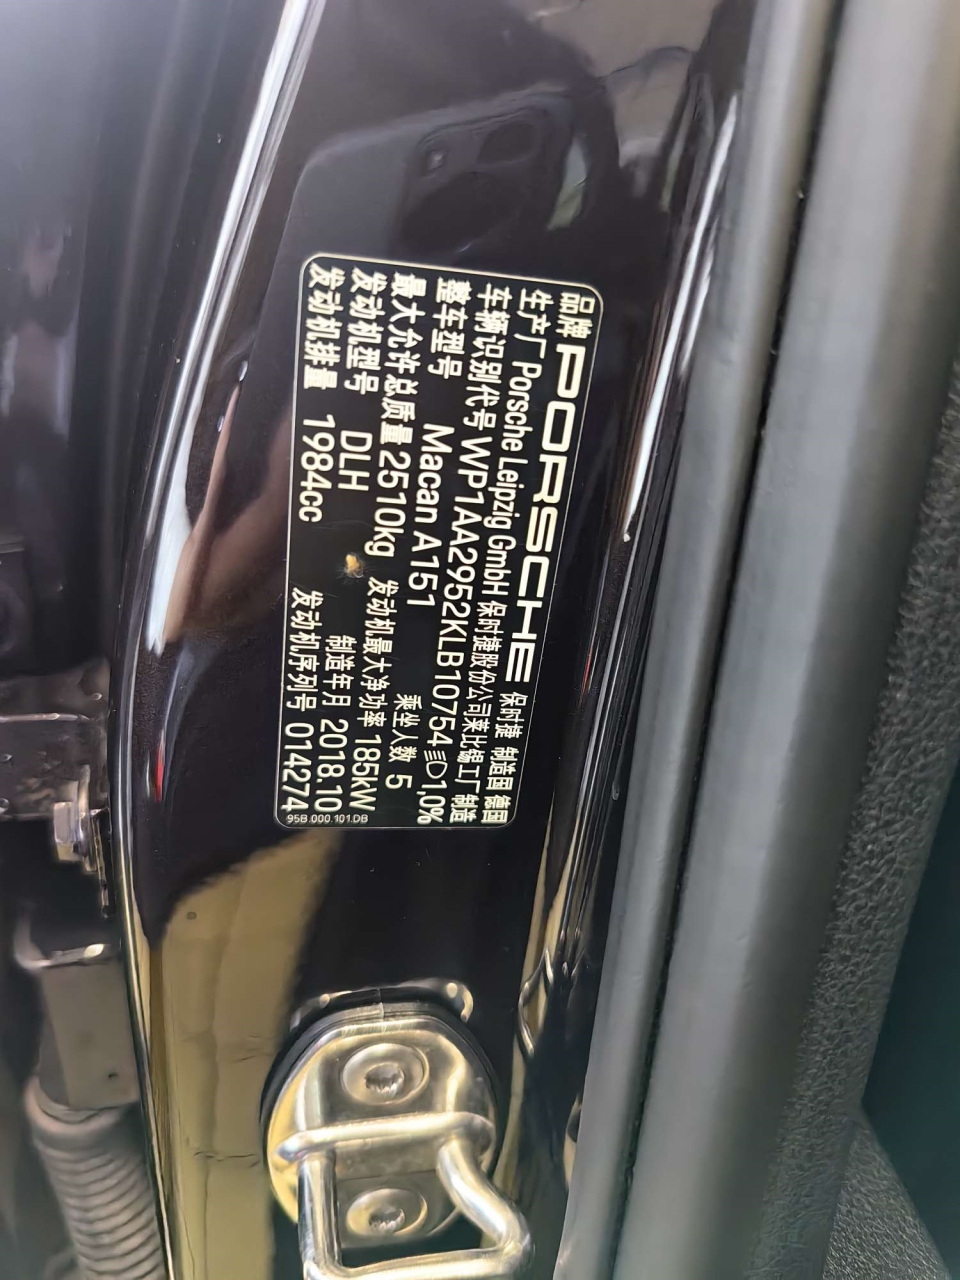 品牌 PORSCHE 保时捷 制造国 德国
生产厂 Porsche Leipzig GmbH 保时捷股份公司莱比锡工厂 制造
车辆识别代号 WP1AA2952KLB10754 1,0%
整车型号 Macan A151
最大允许总质量 2510kg 乘坐人数 5
发动机型号 DLH 发动机最大净功率 185kW
制造年月 2018.10
发动机排量 1984cc 发动机序列号 014274
95B.000.101.DB